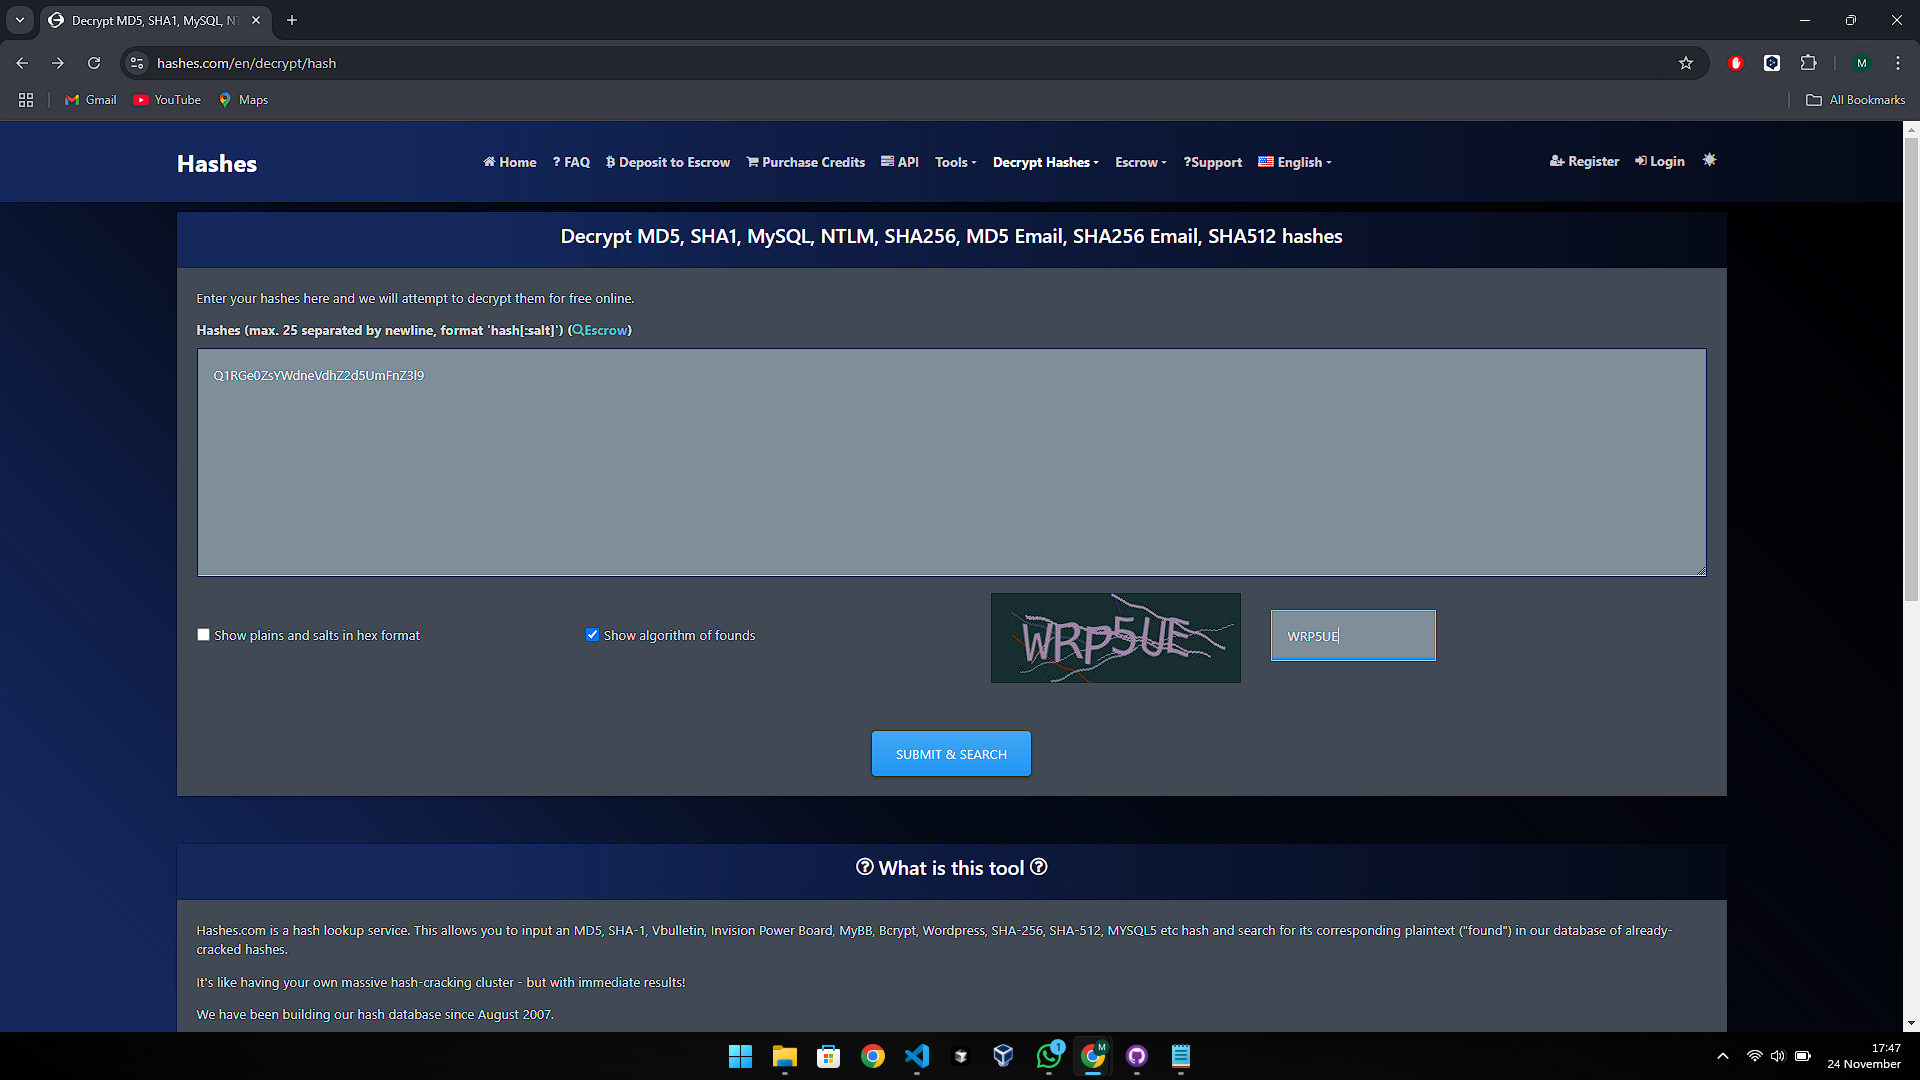 Decrypt MD5, SHA1, MySQL, NT
hashes.com/en/decrypt/hash
M
Gmail
YouTube
Maps
All Bookmarks
Hashes
Home
? FAQ
Deposit to Escrow
Purchase Credits
API
Tools
Decrypt Hashes
Escrow
?Support
English
Register
Login
Decrypt MD5, SHA1, MySQL, NTLM, SHA256, MD5 Email, SHA256 Email, SHA512 hashes
Enter your hashes here and we will attempt to decrypt them for free online.
Hashes (max. 25 separated by newline, format 'hash[:salt]') (Escrow)
Q1RGe0ZsYWdneVdhZ2d5UmFnZ3l9
Show plains and salts in hex format
Show algorithm of founds
WRP5UE
WRP5UE
SUBMIT & SEARCH
? What is this tool ?
Hashes.com is a hash lookup service. This allows you to input an MD5, SHA-1, Vbulletin, Invision Power Board, MyBB, Bcrypt, Wordpress, SHA-256, SHA-512, MYSQL5 etc hash and search for its corresponding plaintext ("found") in our database of already-
cracked hashes.
It's like having your own massive hash-cracking cluster - but with immediate results!
We have been building our hash database since August 2007.
1
M
17:47
24 November